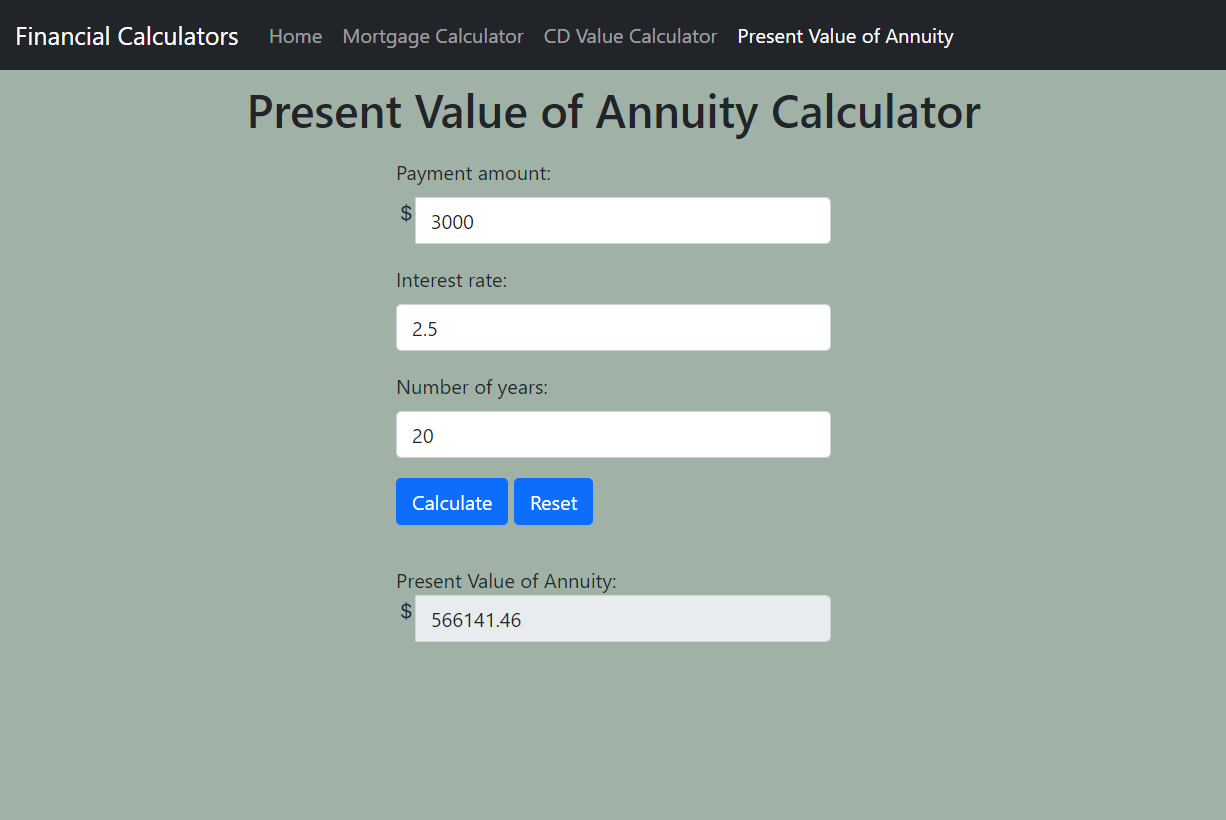 Financial Calculators Home Mortgage Calculator CD Value Calculator Present Value of Annuity
Present Value of Annuity Calculator
Payment amount:
$ 3000
Interest rate:
2.5
Number of years:
20
Calculate Reset
Present Value of Annuity:
$ 566141.46